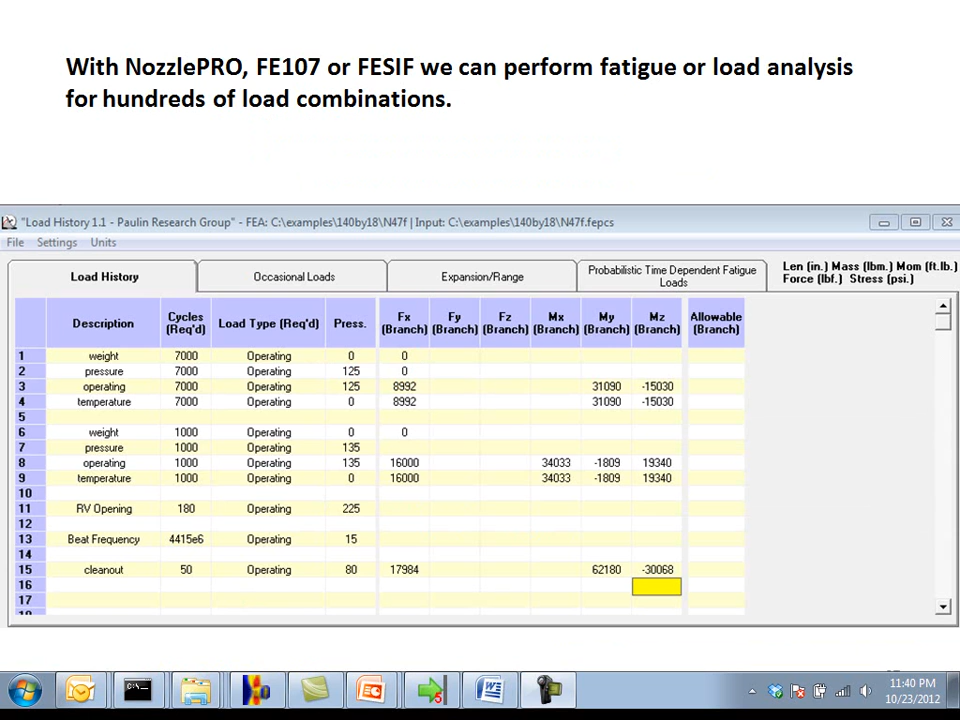 With NozzlePRO, FE107 or FESIF we can perform fatigue or load analysis
for hundreds of load combinations.
"Load History 1.1 - Paulin Research Group" - FEA: C:\examples\140by18\N47f | Input: C:\examples\140by18\N47f.fepcs
File Settings Units
Load History Occasional Loads Expansion/Range Probabilistic Time Dependent Fatigue Loads Len (in.) Mass (lbm.) Mom (ft.lb.)
Force (lbf.) Stress (psi.)
Description Cycles (Req'd) Load Type (Req'd) Press. Fx (Branch) Fy (Branch) Fz (Branch) Mx (Branch) My (Branch) Mz (Branch) Allowable (Branch)
1 weight 7000 Operating 0 0
2 pressure 7000 Operating 125 0
3 operating 7000 Operating 125 8992 31090 -15030
4 temperature 7000 Operating 0 8992 31090 -15030
5
6 weight 1000 Operating 0 0
7 pressure 1000 Operating 135
8 operating 1000 Operating 135 16000 34033 -1809 19340
9 temperature 1000 Operating 0 16000 34033 -1809 19340
10
11 RV Opening 180 Operating 225
12
13 Beat Frequency 4415e6 Operating 15
14
15 cleanout 50 Operating 80 17984 62180 -30068
16
17
11:40 PM
10/23/2012